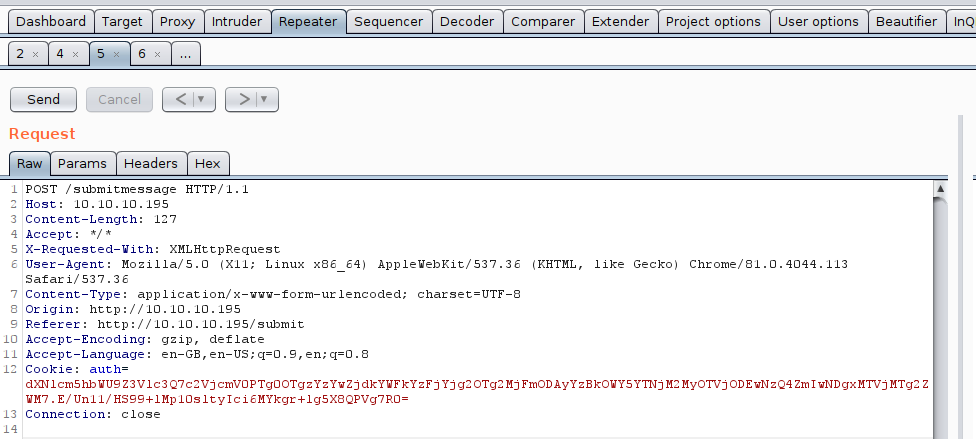 Dashboard Target Proxy Intruder Repeater Sequencer Decoder Comparer Extender Project options User options Beautifier InQ
2 × 4 × 5 × 6 × ...
Send Cancel < ▼ > ▼
Request
Raw Params Headers Hex
1 POST /submitmessage HTTP/1.1
2 Host: 10.10.10.195
3 Content-Length: 127
4 Accept: */*
5 X-Requested-With: XMLHttpRequest
6 User-Agent: Mozilla/5.0 (X11; Linux x86_64) AppleWebKit/537.36 (KHTML, like Gecko) Chrome/81.0.4044.113
Safari/537.36
7 Content-Type: application/x-www-form-urlencoded; charset=UTF-8
8 Origin: http://10.10.10.195
9 Referer: http://10.10.10.195/submit
10 Accept-Encoding: gzip, deflate
11 Accept-Language: en-GB,en-US;q=0.9,en;q=0.8
12 Cookie: auth=
13 Connection: close
14